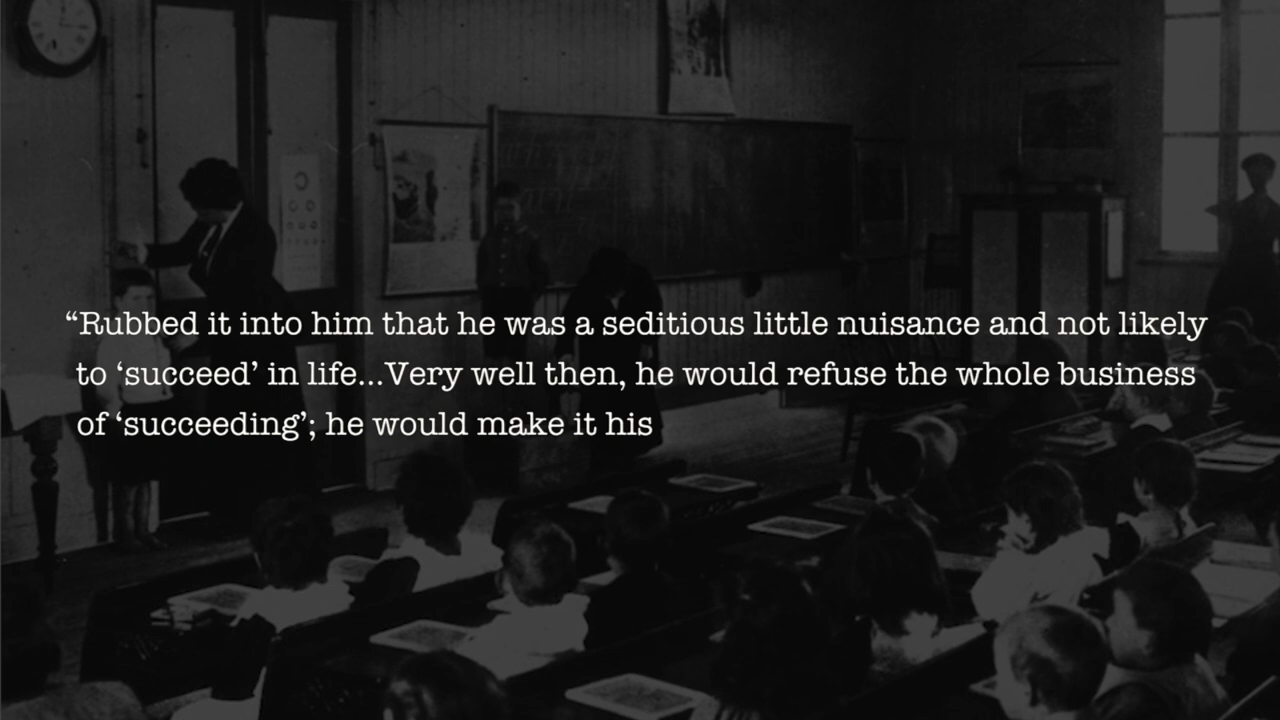 “Rubbed it into him that he was a seditious little nuisance and not likely
to ‘succeed’ in life...Very well then, he would refuse the whole business
of ‘succeeding’; he would make it his